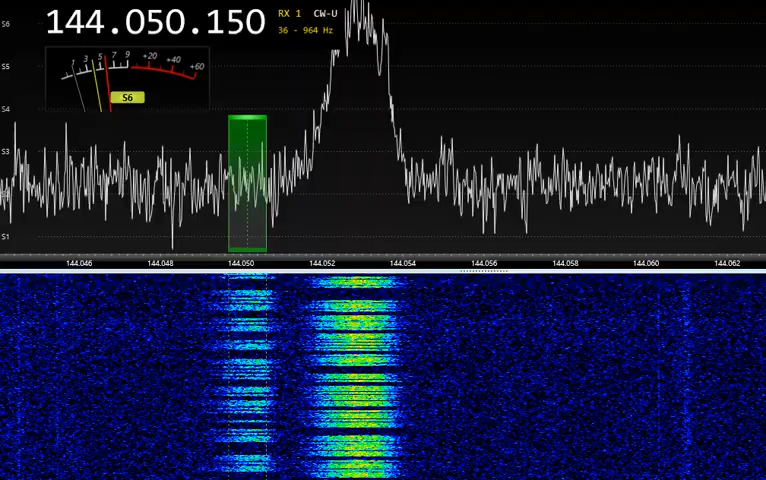 144.050.150
RX 1 CW-U
36 - 964 Hz
1 3 5 7 9 +20 +40 +60
S6
S6
S5
S4
S3
S1
144.046 144.048 144.050 144.052 144.054 144.056 144.058 144.060 144.062